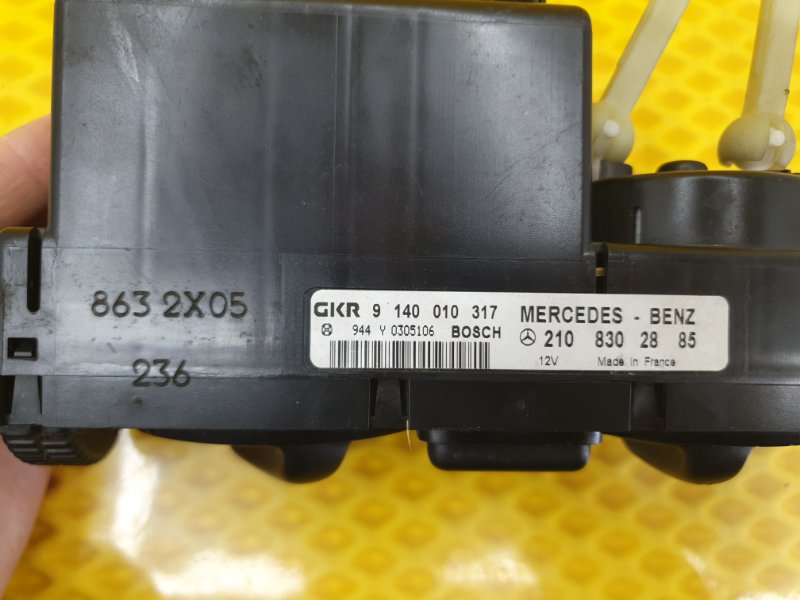 863 2X05
236
GKR 9 140 010 317 MERCEDES - BENZ
944 Y 0305106 BOSCH 210 830 28 85
12V Made in France